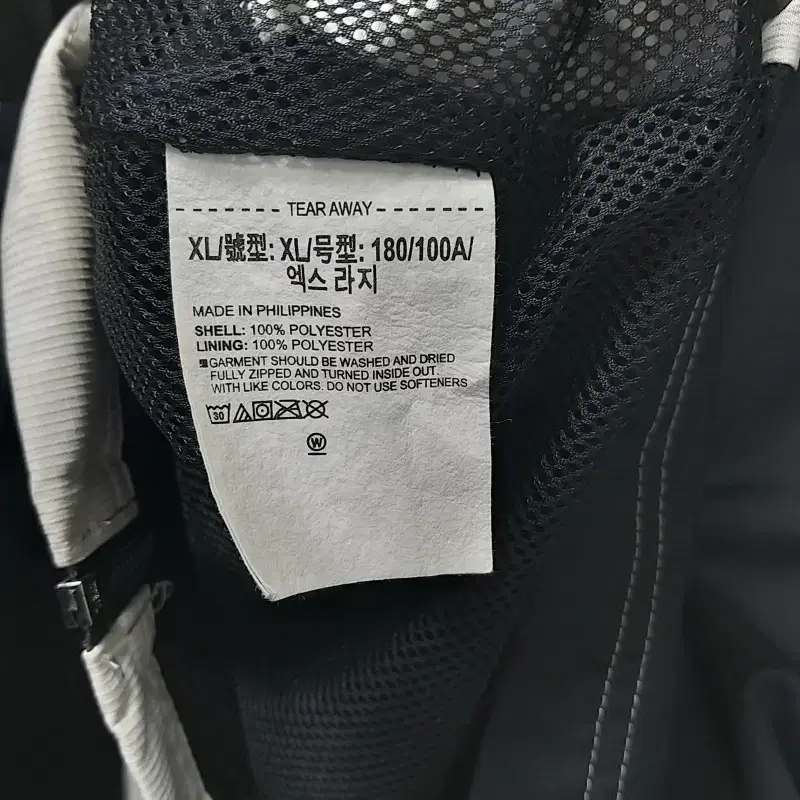 TEAR AWAY
XL/號型: XL/号型: 180/100A/
엑스 라지
MADE IN PHILIPPINES
SHELL: 100% POLYESTER
LINING: 100% POLYESTER
GARMENT SHOULD BE WASHED AND DRIED
FULLY ZIPPED AND TURNED INSIDE OUT.
WITH LIKE COLORS. DO NOT USE SOFTENERS
30
W